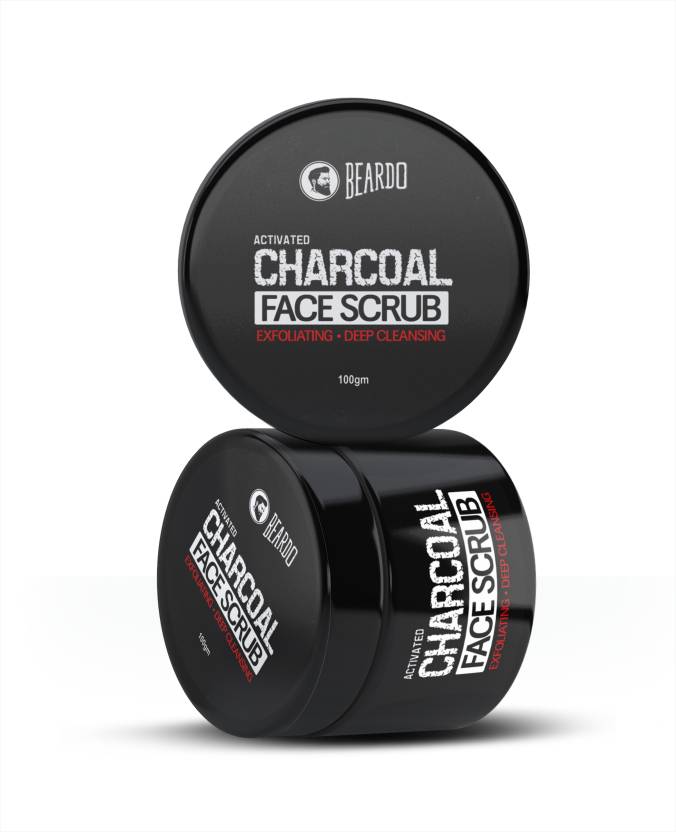 BEARDO
ACTIVATED
CHARCOAL
FACE SCRUB
EXFOLIATING • DEEP CLEANSING
100gm
BEARDO
ACTIVATED
CHARCOAL
FACE SCRUB
EXFOLIATING • DEEP CLEANSING
100gm
ACTIVATED
CHARCOAL
FACE SCRUB
EXFOLIATING • DEEP CLEANSING